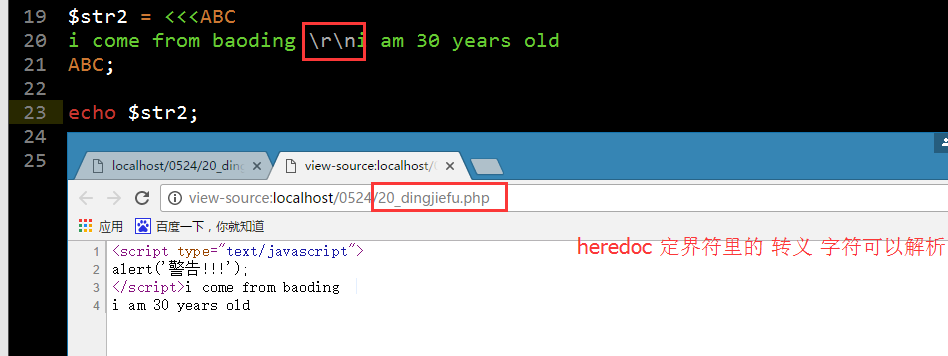 19 $str2 = <<<ABC
20 i come from baoding \r\ni am 30 years old
21 ABC;
22
23 echo $str2;
24
25
localhost/0524/20_din
view-source:localhost/
view-source:localhost/0524/20_dingjiefu.php
应用 百度一下，你就知道
1 <script type="text/javascript">
2 alert('警告!!!');
3 </script>i come from baoding
4 i am 30 years old
heredoc 定界符里的 转义 字符可以解析